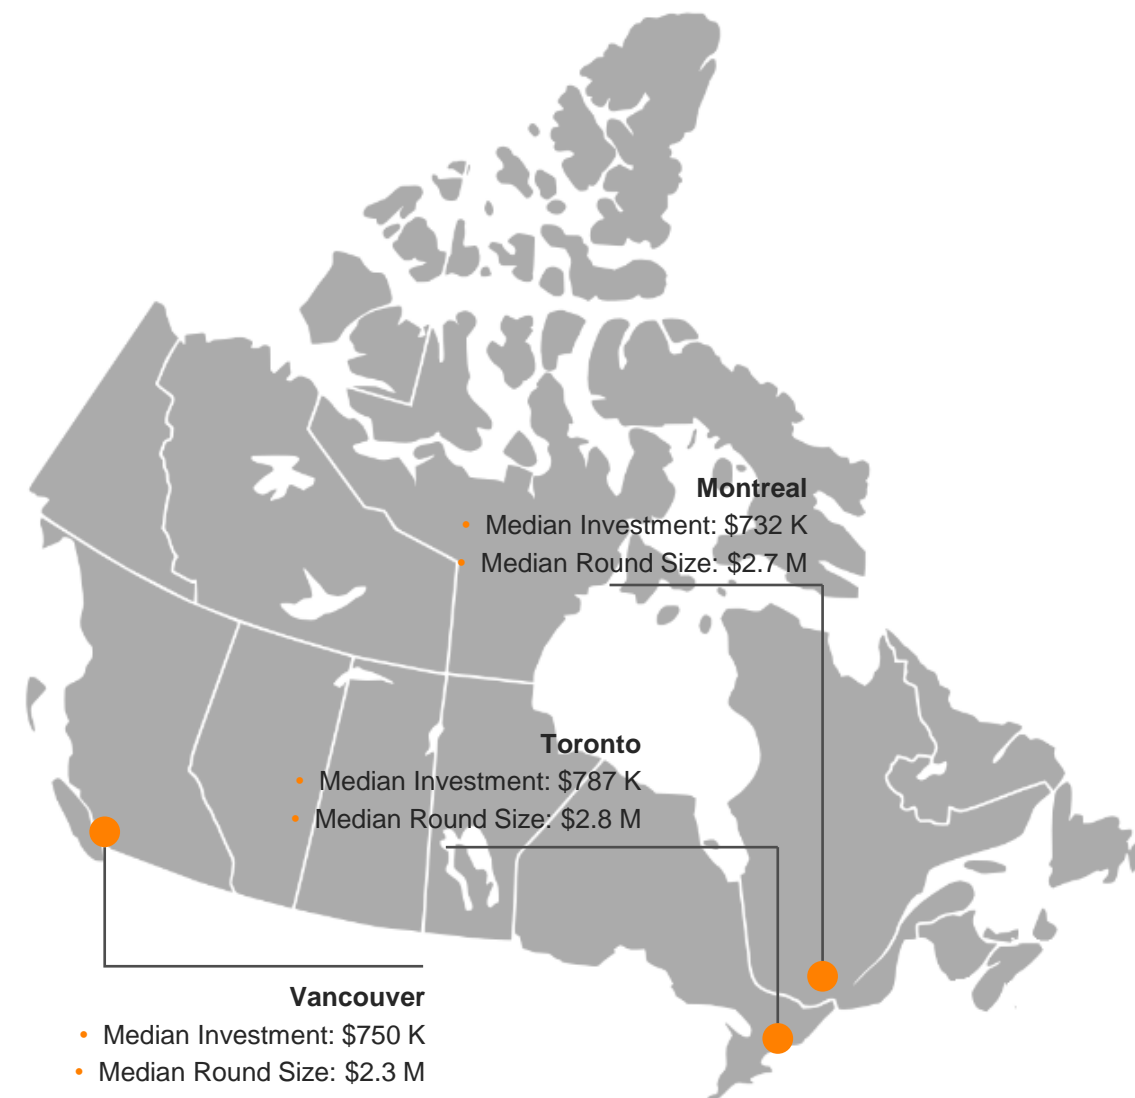 Montreal
• Median Investment: $732 K
• Median Round Size: $2.7 M
Toronto
• Median Investment: $787 K
• Median Round Size: $2.8 M
Vancouver
• Median Investment: $750 K
• Median Round Size: $2.3 M